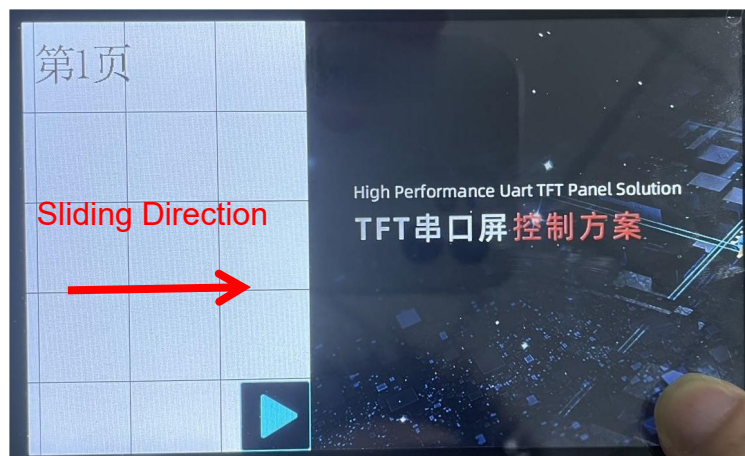 第1页
Sliding Direction
High Performance Uart TFT Panel Solution
TFT串口屏控制方案